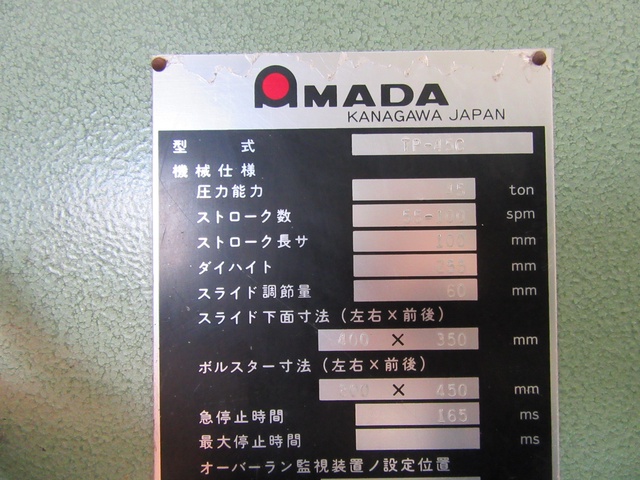 AMADA
KANAGAWA JAPAN
型式 TP-45C
機械仕様
圧力能力 45 ton
ストローク数 spm
ストローク長サ mm
ダイハイト mm
スライド調節量 60 mm
スライド下面寸法(左右×前後)
400 × 350 mm
ボルスター寸法(左右×前後)
× 450 mm
急停止時間 165 ms
最大停止時間 ms
オーバーラン監視装置ノ設定位置